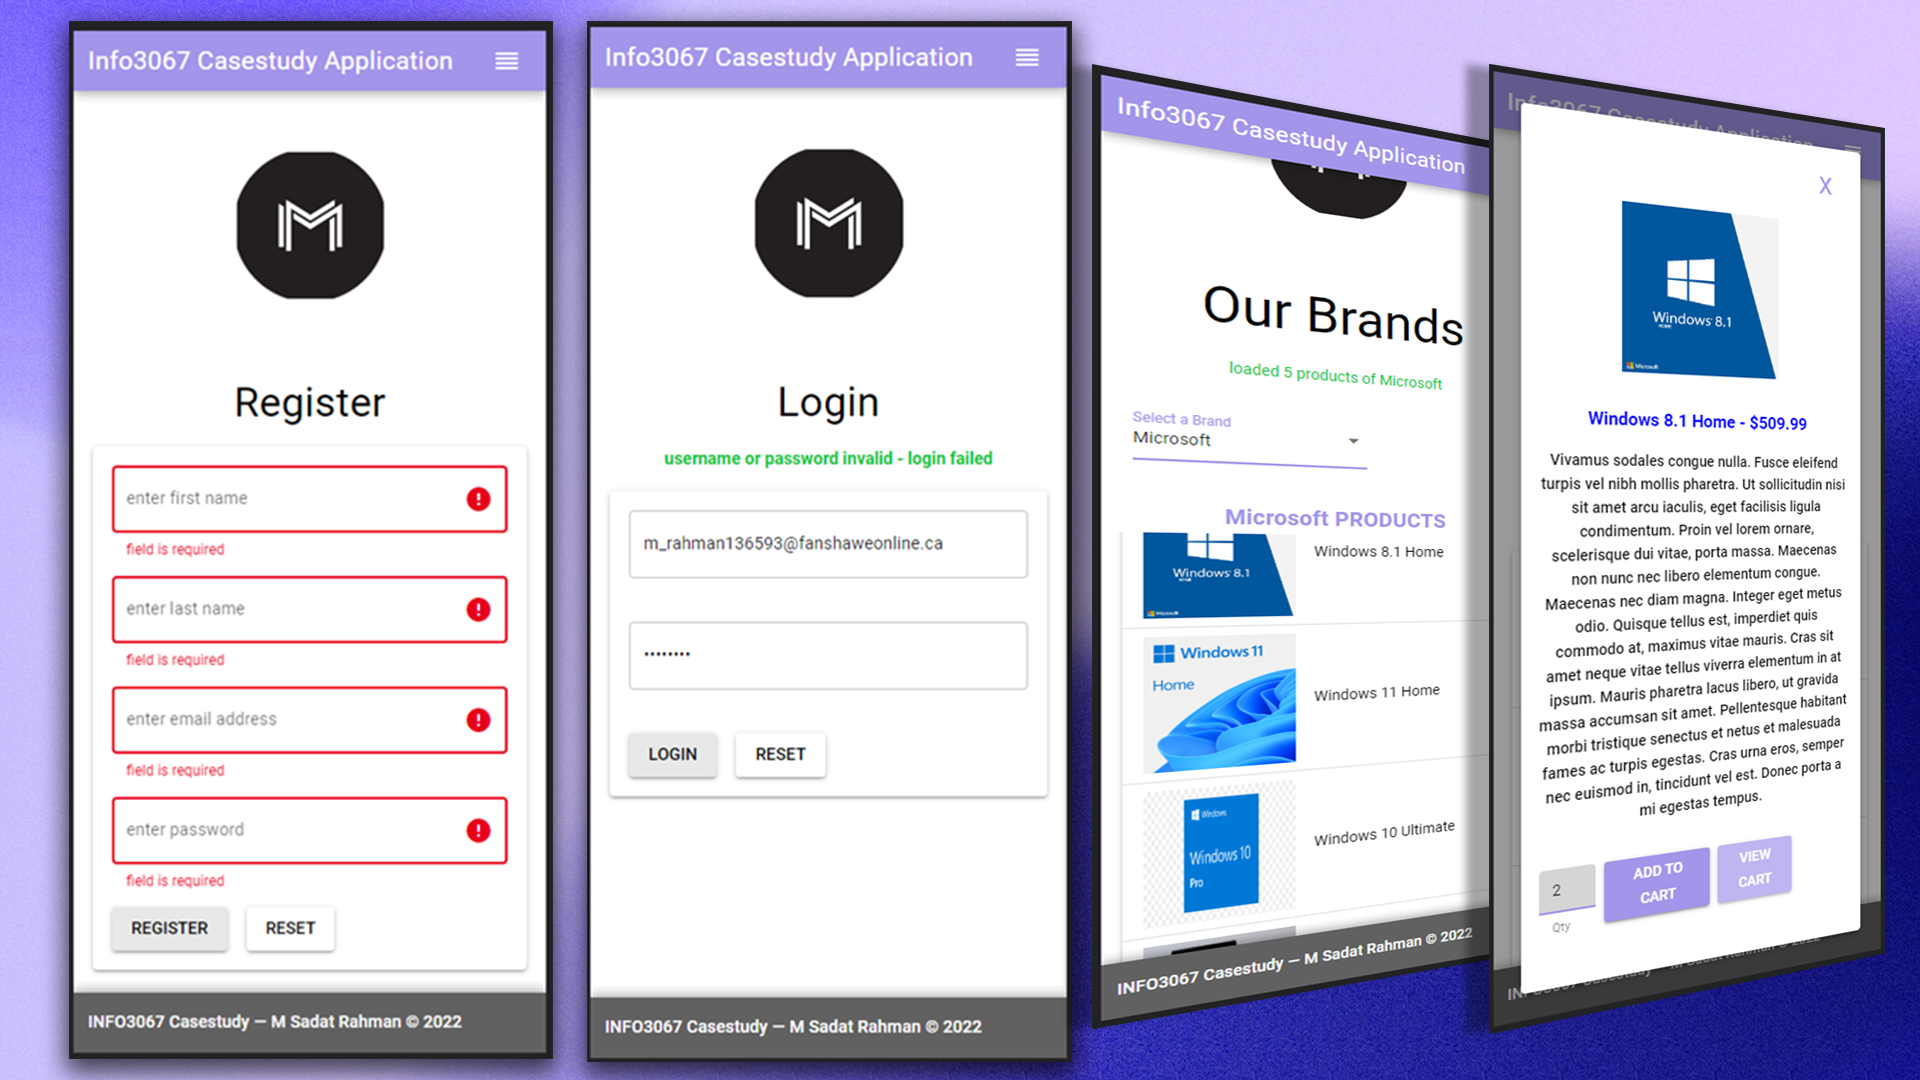 Info3067 Casestudy Application
M
Register
enter first name
field is required
enter last name
field is required
enter email address
field is required
enter password
field is required
REGISTER RESET
INFO3067 Casestudy — M Sadat Rahman © 2022
Info3067 Casestudy Application
M
Login
username or password invalid - login failed
m_rahman136593@fanshaweonline.ca
••••••••
LOGIN RESET
INFO3067 Casestudy — M Sadat Rahman © 2022
Info3067 Casestudy Application
Our Brands
loaded 5 products of Microsoft
Select a Brand
Microsoft
Microsoft PRODUCTS
Windows 8.1
HOME
Microsoft
Windows 8.1 Home
Windows 11
Home
Windows 11 Home
Windows
Windows 10
Pro
Windows 10 Ultimate
INFO3067 Casestudy — M Sadat Rahman © 2022
Info3067 Casestudy Application
X
Windows 8.1
HOME
Microsoft
Windows 8.1 Home - $509.99
Vivamus sodales congue nulla. Fusce eleifend
turpis vel nibh mollis pharetra. Ut sollicitudin nisi
sit amet arcu iaculis, eget facilisis ligula
condimentum. Proin vel lorem ornare,
scelerisque dui vitae, porta massa. Maecenas
non nunc nec libero elementum congue.
Maecenas nec diam magna. Integer eget metus
odio. Quisque tellus est, imperdiet quis
commodo at, maximus vitae mauris. Cras sit
amet neque vitae tellus viverra elementum in at
ipsum. Mauris pharetra lacus libero, ut gravida
massa accumsan sit amet. Pellentesque habitant
morbi tristique senectus et netus et malesuada
fames ac turpis egestas. Cras urna eros, semper
nec euismod in, tincidunt vel est. Donec porta a
mi egestas tempus.
2
Qty
ADD TO
CART
VIEW
CART